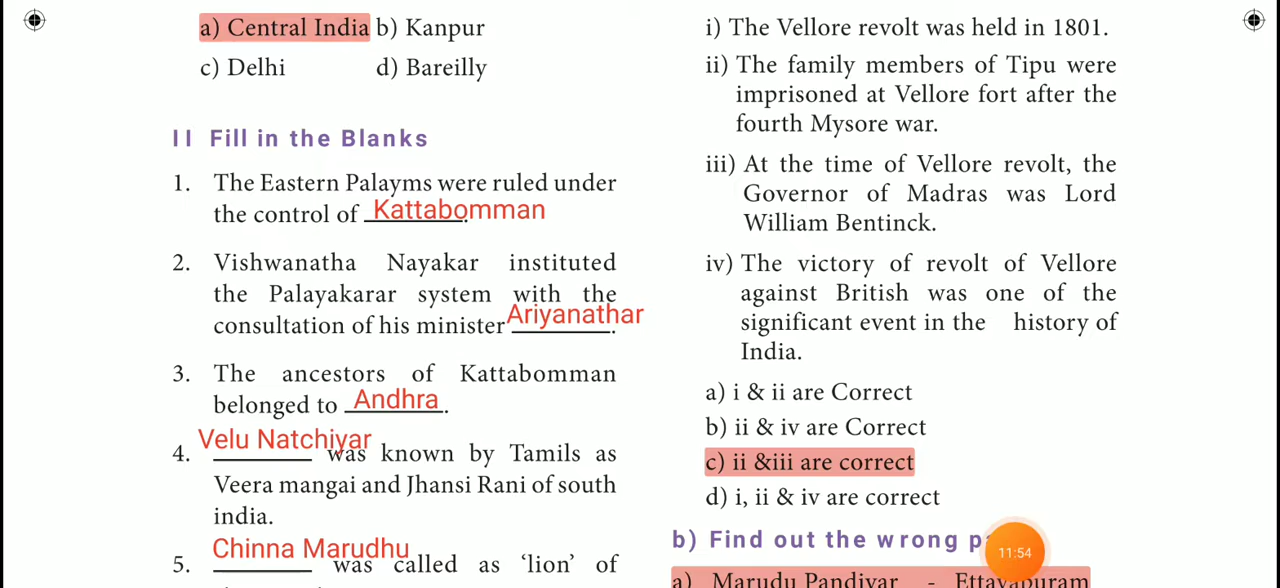 a) Central India b) Kanpur
c) Delhi d) Bareilly
II Fill in the Blanks
1. The Eastern Palayms were ruled under
the control of Kattabomman.
2. Vishwanatha Nayakar instituted
the Palayakarar system with the
consultation of his minister Ariyanathar.
3. The ancestors of Kattabomman
belonged to Andhra.
4. Velu Natchiyar was known by Tamils as
Veera mangai and Jhansi Rani of south
india.
5. Chinna Marudhu was called as ‘lion’ of
i) The Vellore revolt was held in 1801.
ii) The family members of Tipu were
imprisoned at Vellore fort after the
fourth Mysore war.
iii) At the time of Vellore revolt, the
Governor of Madras was Lord
William Bentinck.
iv) The victory of revolt of Vellore
against British was one of the
significant event in the history of
India.
a) i & ii are Correct
b) ii & iv are Correct
c) ii &iii are correct
d) i, ii & iv are correct
b) Find out the wrong p
11:54
a) Marudu Pandiyar - Ettayapuram